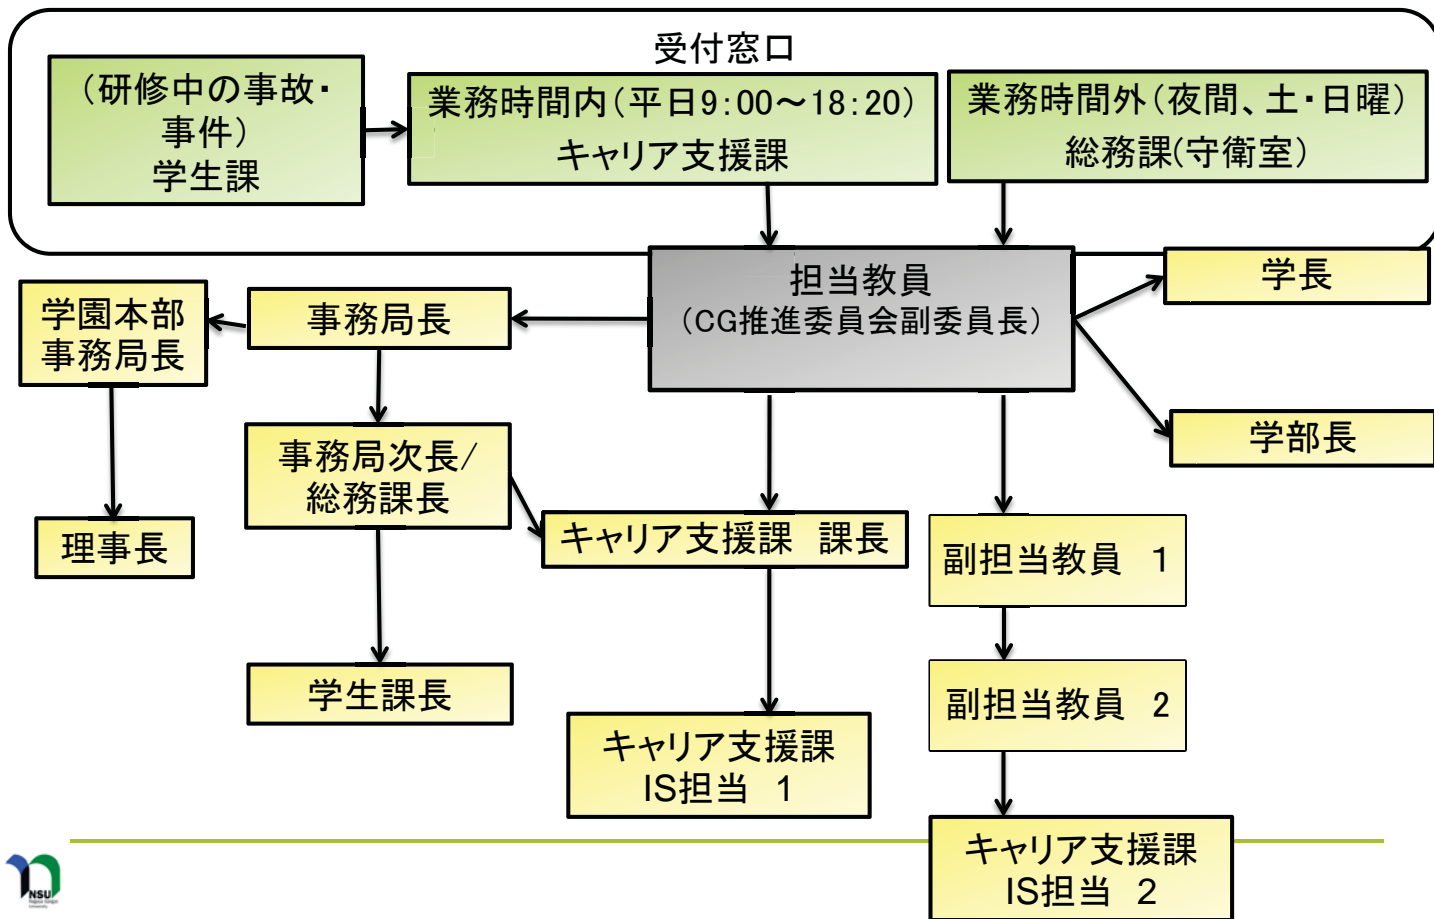 受付窓口
(研修中の事故・
事件)
学生課
業務時間内(平日9:00～18:20)
キャリア支援課
業務時間外(夜間、土・日曜)
総務課(守衛室)
担当教員
(CG推進委員会副委員長)
学長
学園本部
事務局長
事務局長
学部長
事務局次長/
総務課長
理事長
キャリア支援課 課長
副担当教員 1
学生課長
副担当教員 2
キャリア支援課
IS担当 1
キャリア支援課
IS担当 2
NSU